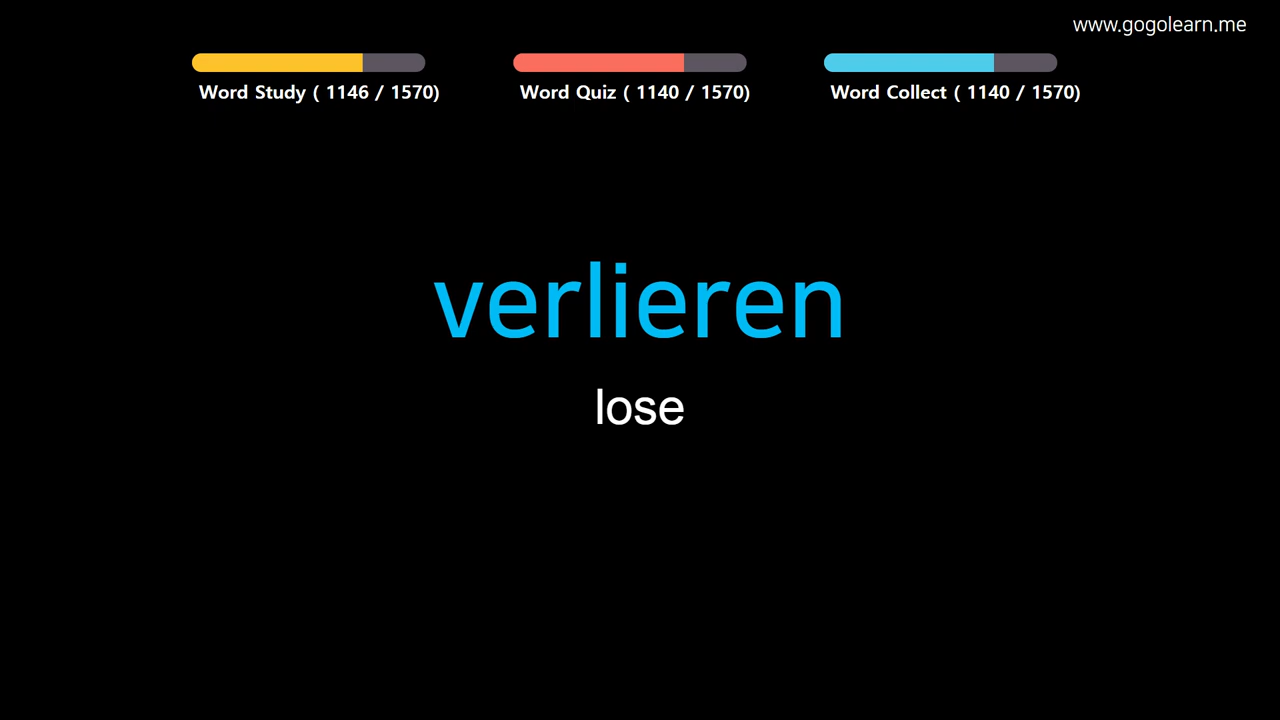 www.gogolearn.me
Word Study ( 1146 / 1570)
Word Quiz ( 1140 / 1570)
Word Collect ( 1140 / 1570)
verlieren
lose